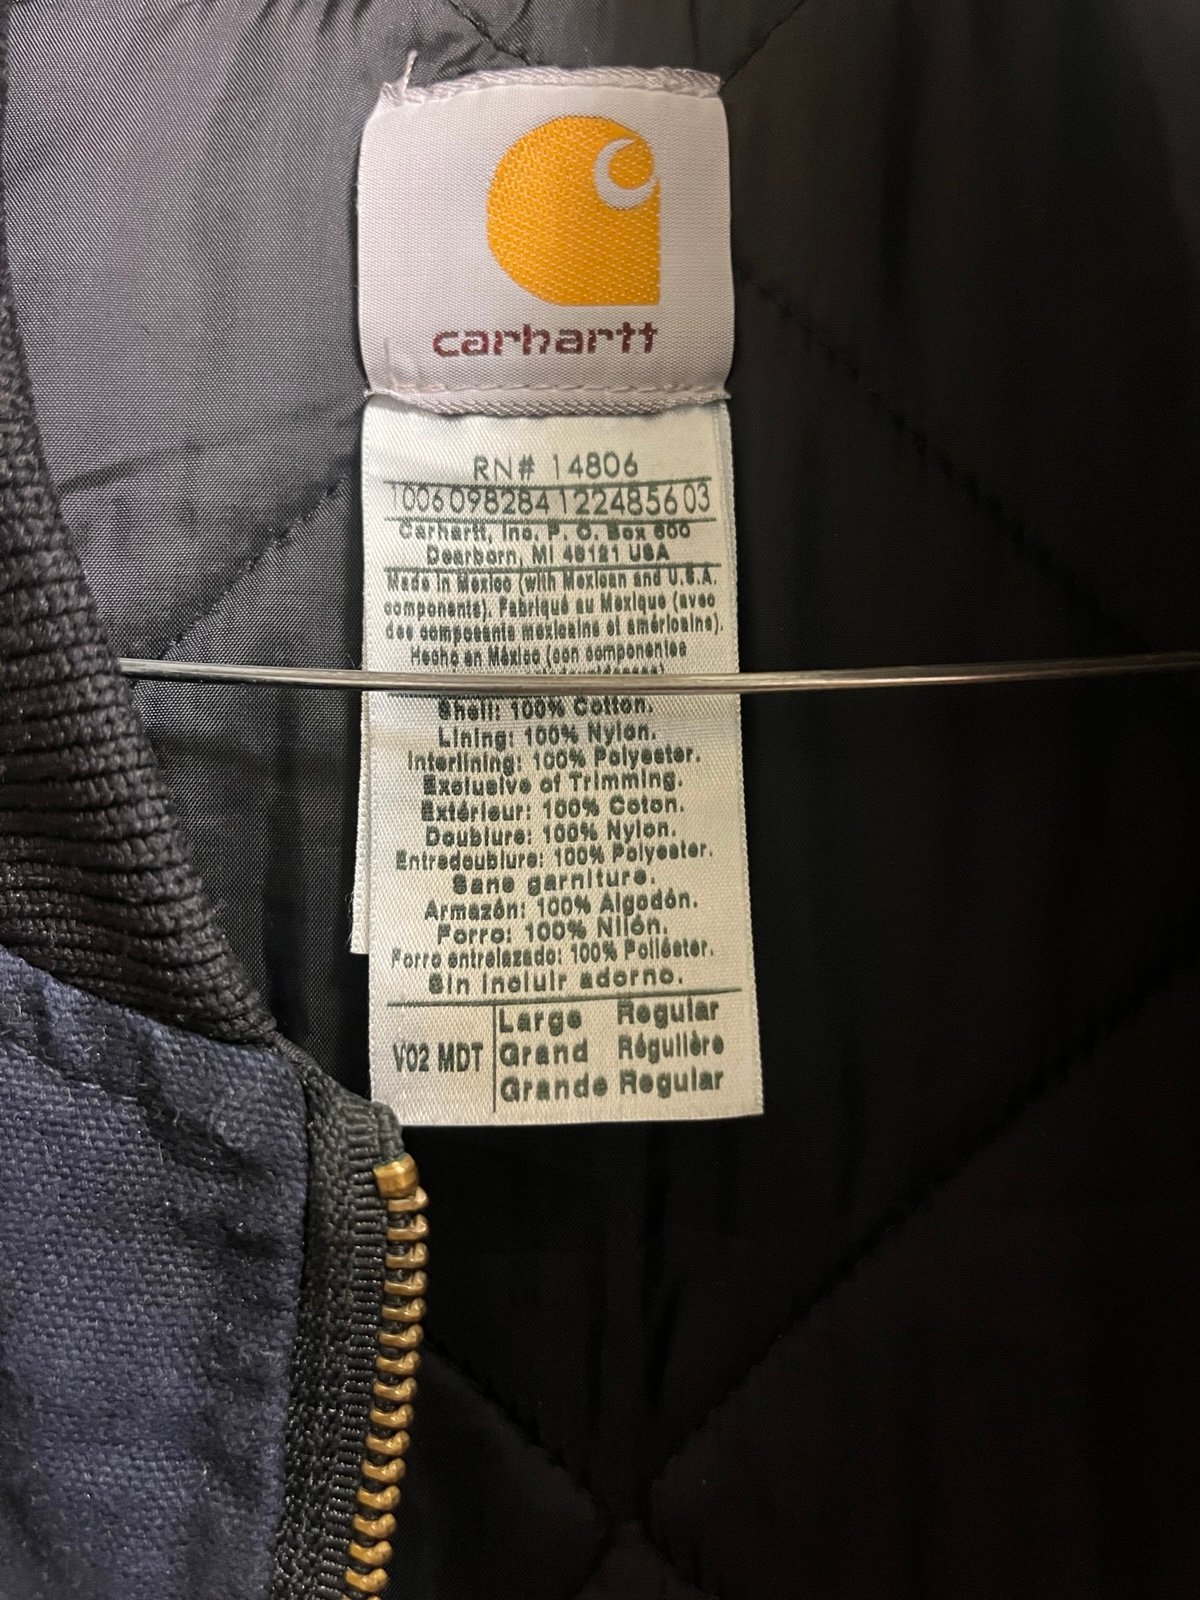 carhartt
RN# 14806
1006098284 122485603
Carhartt, Inc. P. O. Box 600
Dearborn, MI 48121 USA
Made in Mexico (with Mexican and U.S.A.
components). Fabriqué au Mexique (avec
des composants mexicains et américains).
Hecho en México (con componentes
Shell: 100% Cotton.
Lining: 100% Nylon.
Interlining: 100% Polyester.
Exclusive of Trimming.
Extérieur: 100% Coton.
Doublure: 100% Nylon.
Entredoublure: 100% Polyester.
Sans garniture.
Armazón: 100% Algodón.
Forro: 100% Nilón.
Forro entrelazado: 100% Poliéster.
Sin incluir adorno.
V02 MDT
Large Regular
Grand Régulière
Grande Regular